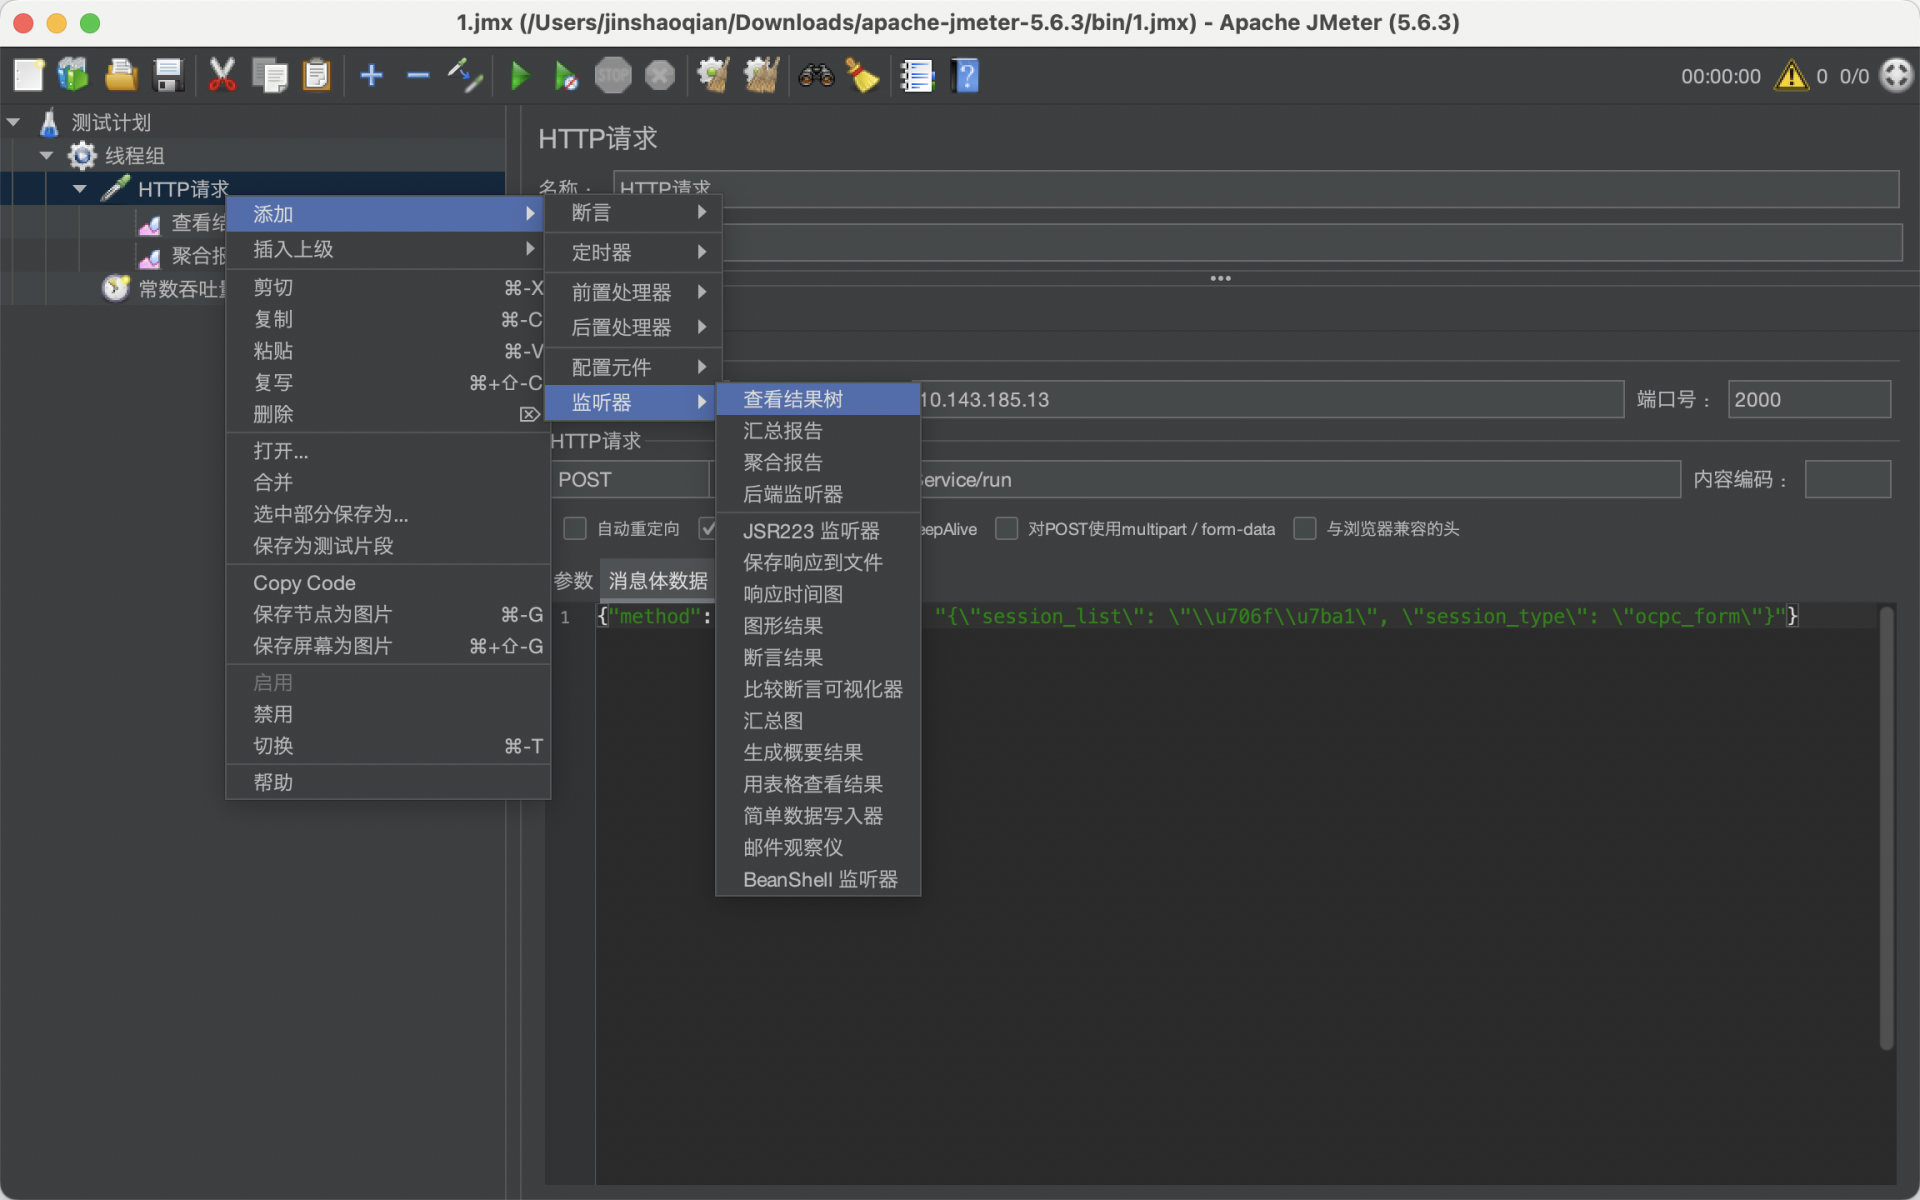 1.jmx (/Users/jinshaoqian/Downloads/apache-jmeter-5.6.3/bin/1.jmx) - Apache JMeter (5.6.3)
STOP
00:00:00
0 0/0
测试计划
线程组
HTTP请求
查看结
聚合报
常数吞吐量
添加
插入上级
剪切 ⌘-X
复制 ⌘-C
粘贴 ⌘-V
复写 ⌘+⇧-C
删除 ⌦
打开...
合并
选中部分保存为...
保存为测试片段
Copy Code
保存节点为图片 ⌘-G
保存屏幕为图片 ⌘+⇧-G
启用
禁用
切换 ⌘-T
帮助
断言
定时器
前置处理器
后置处理器
配置元件
监听器
查看结果树
汇总报告
聚合报告
后端监听器
JSR223 监听器
保存响应到文件
响应时间图
图形结果
断言结果
比较断言可视化器
汇总图
生成概要结果
用表格查看结果
简单数据写入器
邮件观察仪
BeanShell 监听器
HTTP请求
名称： HTTP请求
10.143.185.13 端口号： 2000
HTTP请求
POST ervice/run 内容编码：
自动重定向 eepAlive 对POST使用multipart / form-data 与浏览器兼容的头
参数 消息体数据
1 {"method": "{\"session_list\": \"\\u706f\\u7ba1\", \"session_type\": \"ocpc_form\"}"}